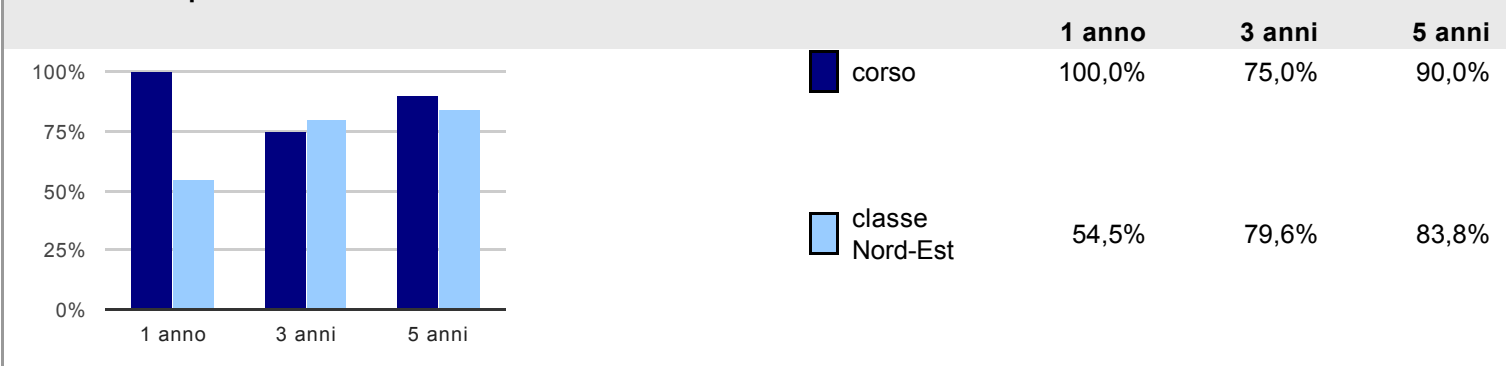 1 anno 3 anni 5 anni
100%
75%
50%
25%
0%
1 anno 3 anni 5 anni
corso 100,0% 75,0% 90,0%
classe
Nord-Est 54,5% 79,6% 83,8%